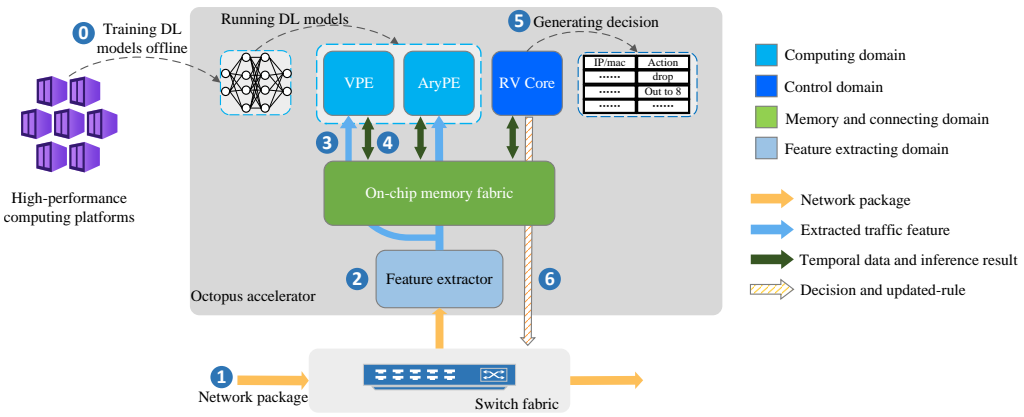 0
Training DL
models offline
Running DL models
5
Generating decision
VPE
AryPE
RV Core
IP/mac Action
...... drop
...... Out to 8
...... ......
3
4
High-performance
computing platforms
On-chip memory fabric
2
Feature extractor
6
Octopus accelerator
1
Network package
Switch fabric
Computing domain
Control domain
Memory and connecting domain
Feature extracting domain
Network package
Extracted traffic feature
Temporal data and inference result
Decision and updated-rule